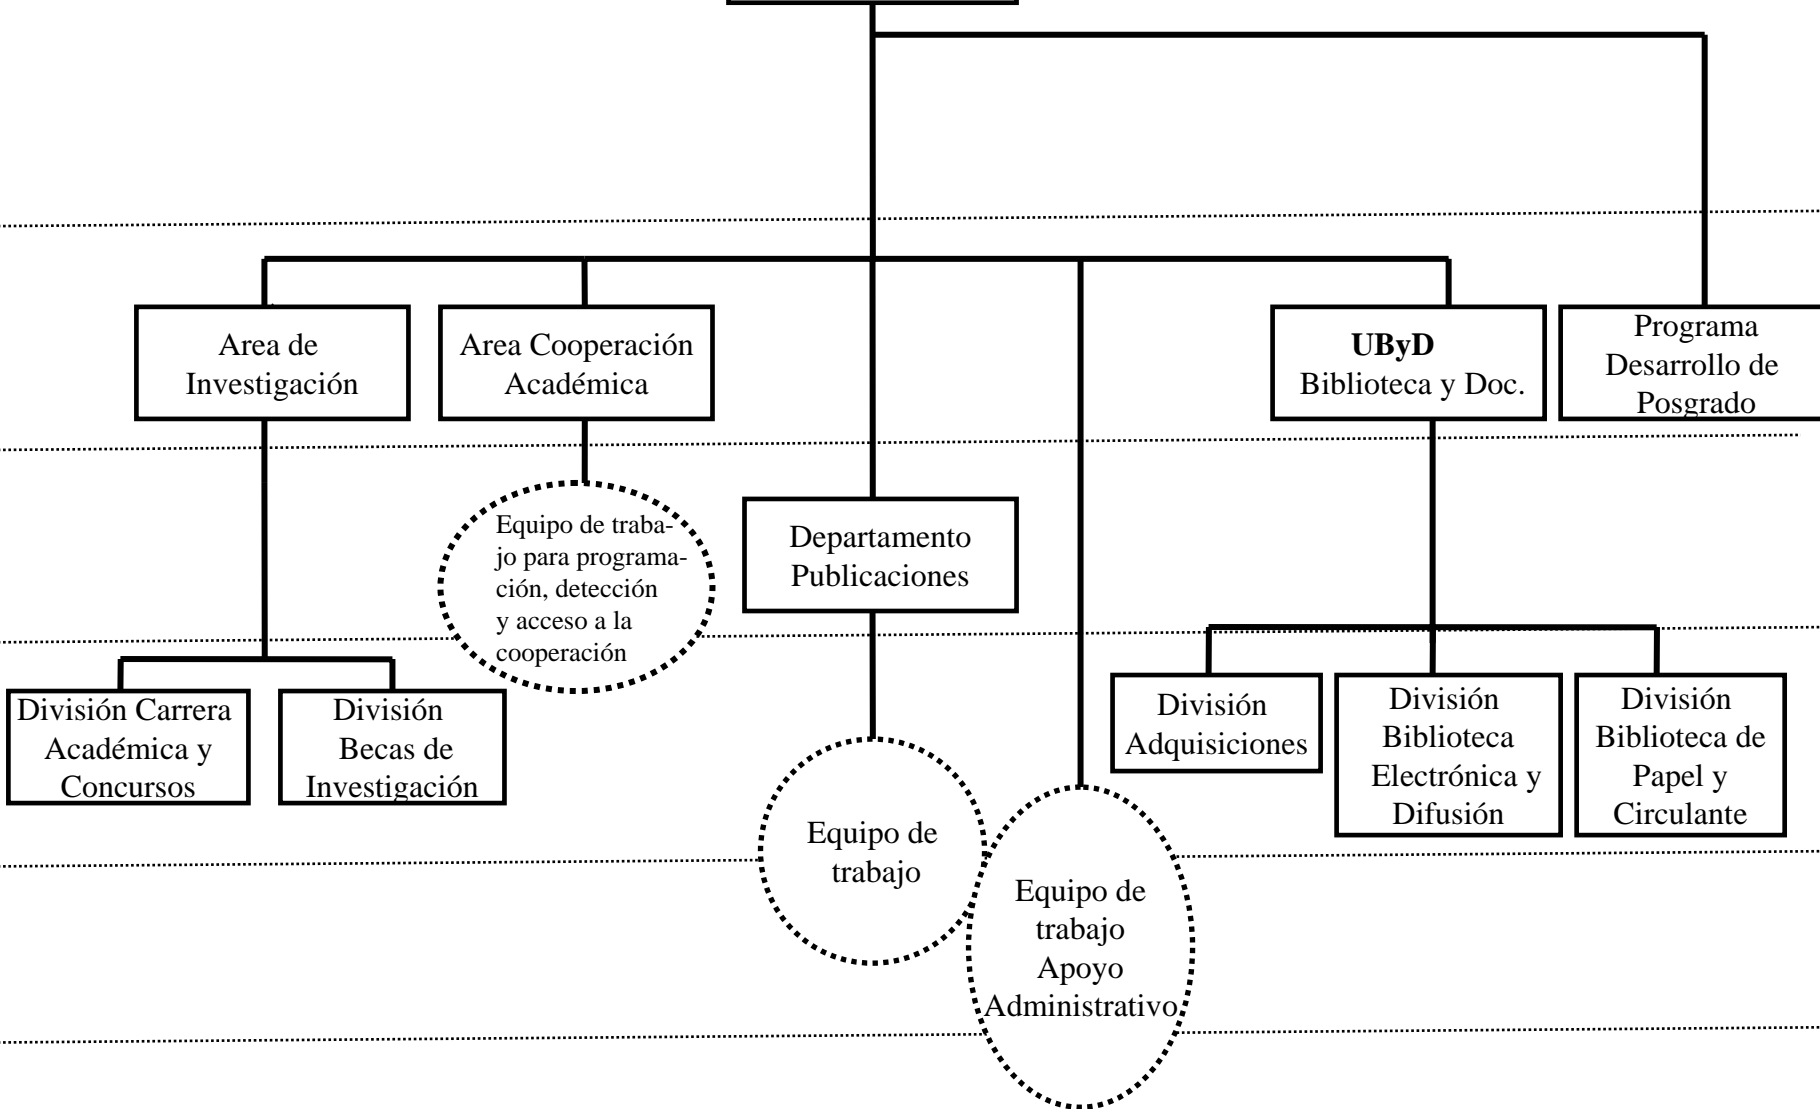 Area de
Investigación
Area Cooperación
Académica
UByD
Biblioteca y Doc.
Programa
Desarrollo de
Posgrado
Equipo de traba-
jo para programa-
ción, detección
y acceso a la
cooperación
Departamento
Publicaciones
División Carrera
Académica y
Concursos
División
Becas de
Investigación
División
Adquisiciones
División
Biblioteca
Electrónica y
Difusión
División
Biblioteca de
Papel y
Circulante
Equipo de
trabajo
Equipo de
trabajo
Apoyo
Administrativo